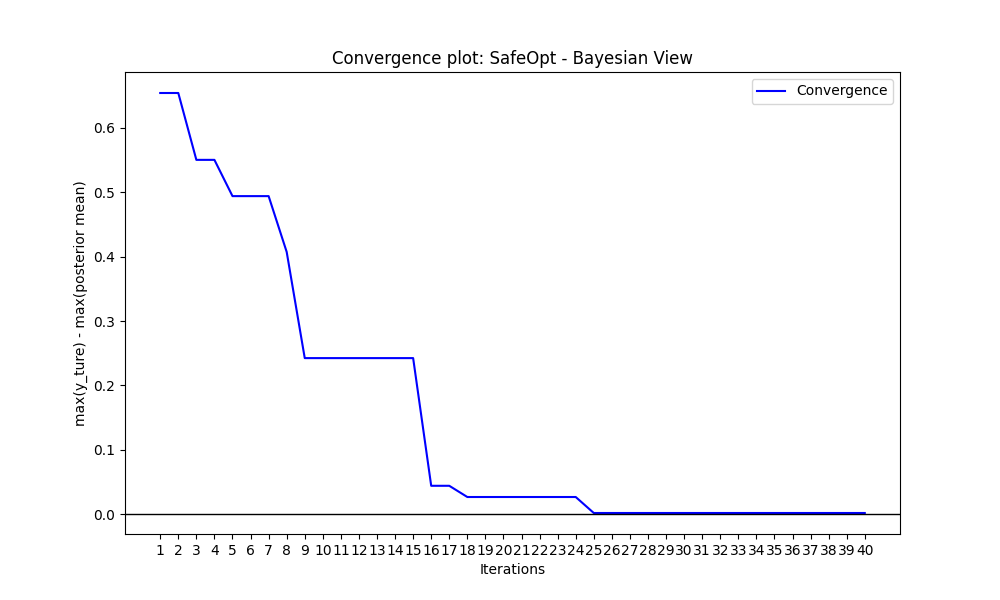 Convergence plot: SafeOpt - Bayesian View
Convergence
max(y_ture) - max(posterior mean)
0.6
0.5
0.4
0.3
0.2
0.1
0.0
1 2 3 4 5 6 7 8 9 10 11 12 13 14 15 16 17 18 19 20 21 22 23 24 25 26 27 28 29 30 31 32 33 34 35 36 37 38 39 40
Iterations